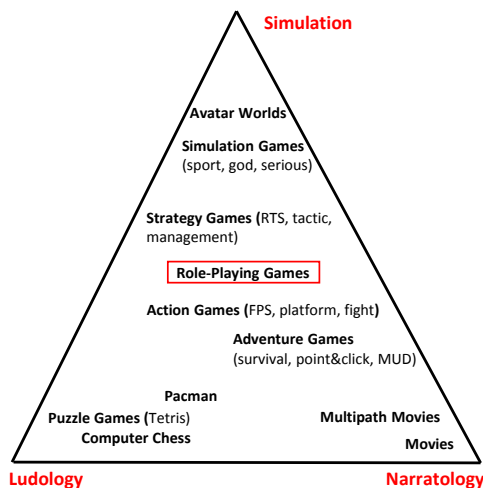 Simulation
Avatar Worlds
Simulation Games
(sport, god, serious)
Strategy Games (RTS, tactic,
management)
Role-Playing Games
Action Games (FPS, platform, fight)
Adventure Games
(survival, point&click, MUD)
Pacman
Puzzle Games (Tetris)
Multipath Movies
Computer Chess
Movies
Ludology
Narratology